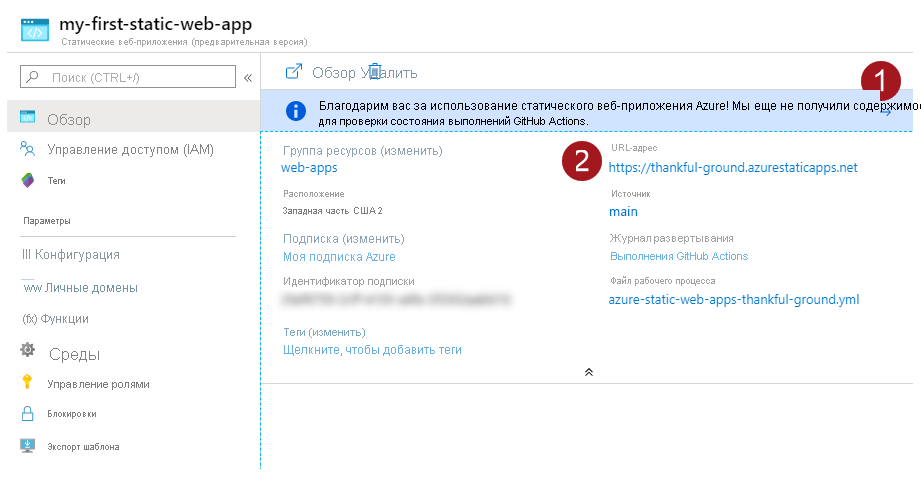 my-first-static-web-app
Статические веб-приложения (предварительная версия)
Поиск (CTRL+/)
«
Обзор
Управление доступом (IAM)
Теги
Параметры
Конфигурация
www Личные домены
(fx) Функции
Среды
Управление ролями
Блокировки
Экспорт шаблона
Обзор Удалить
1
Благодарим вас за использование статического веб-приложения Azure! Мы еще не получили содержимо
для проверки состояния выполнений GitHub Actions.
Группа ресурсов (изменить)
web-apps
Расположение
Западная часть США 2
Подписка (изменить)
Моя подписка Azure
Идентификатор подписки
Теги (изменить)
Щелкните, чтобы добавить теги
2
URL-адрес
https://thankful-ground.azurestaticapps.net
Источник
main
Журнал развертывания
Выполнения GitHub Actions
Файл рабочего процесса
azure-static-web-apps-thankful-ground.yml